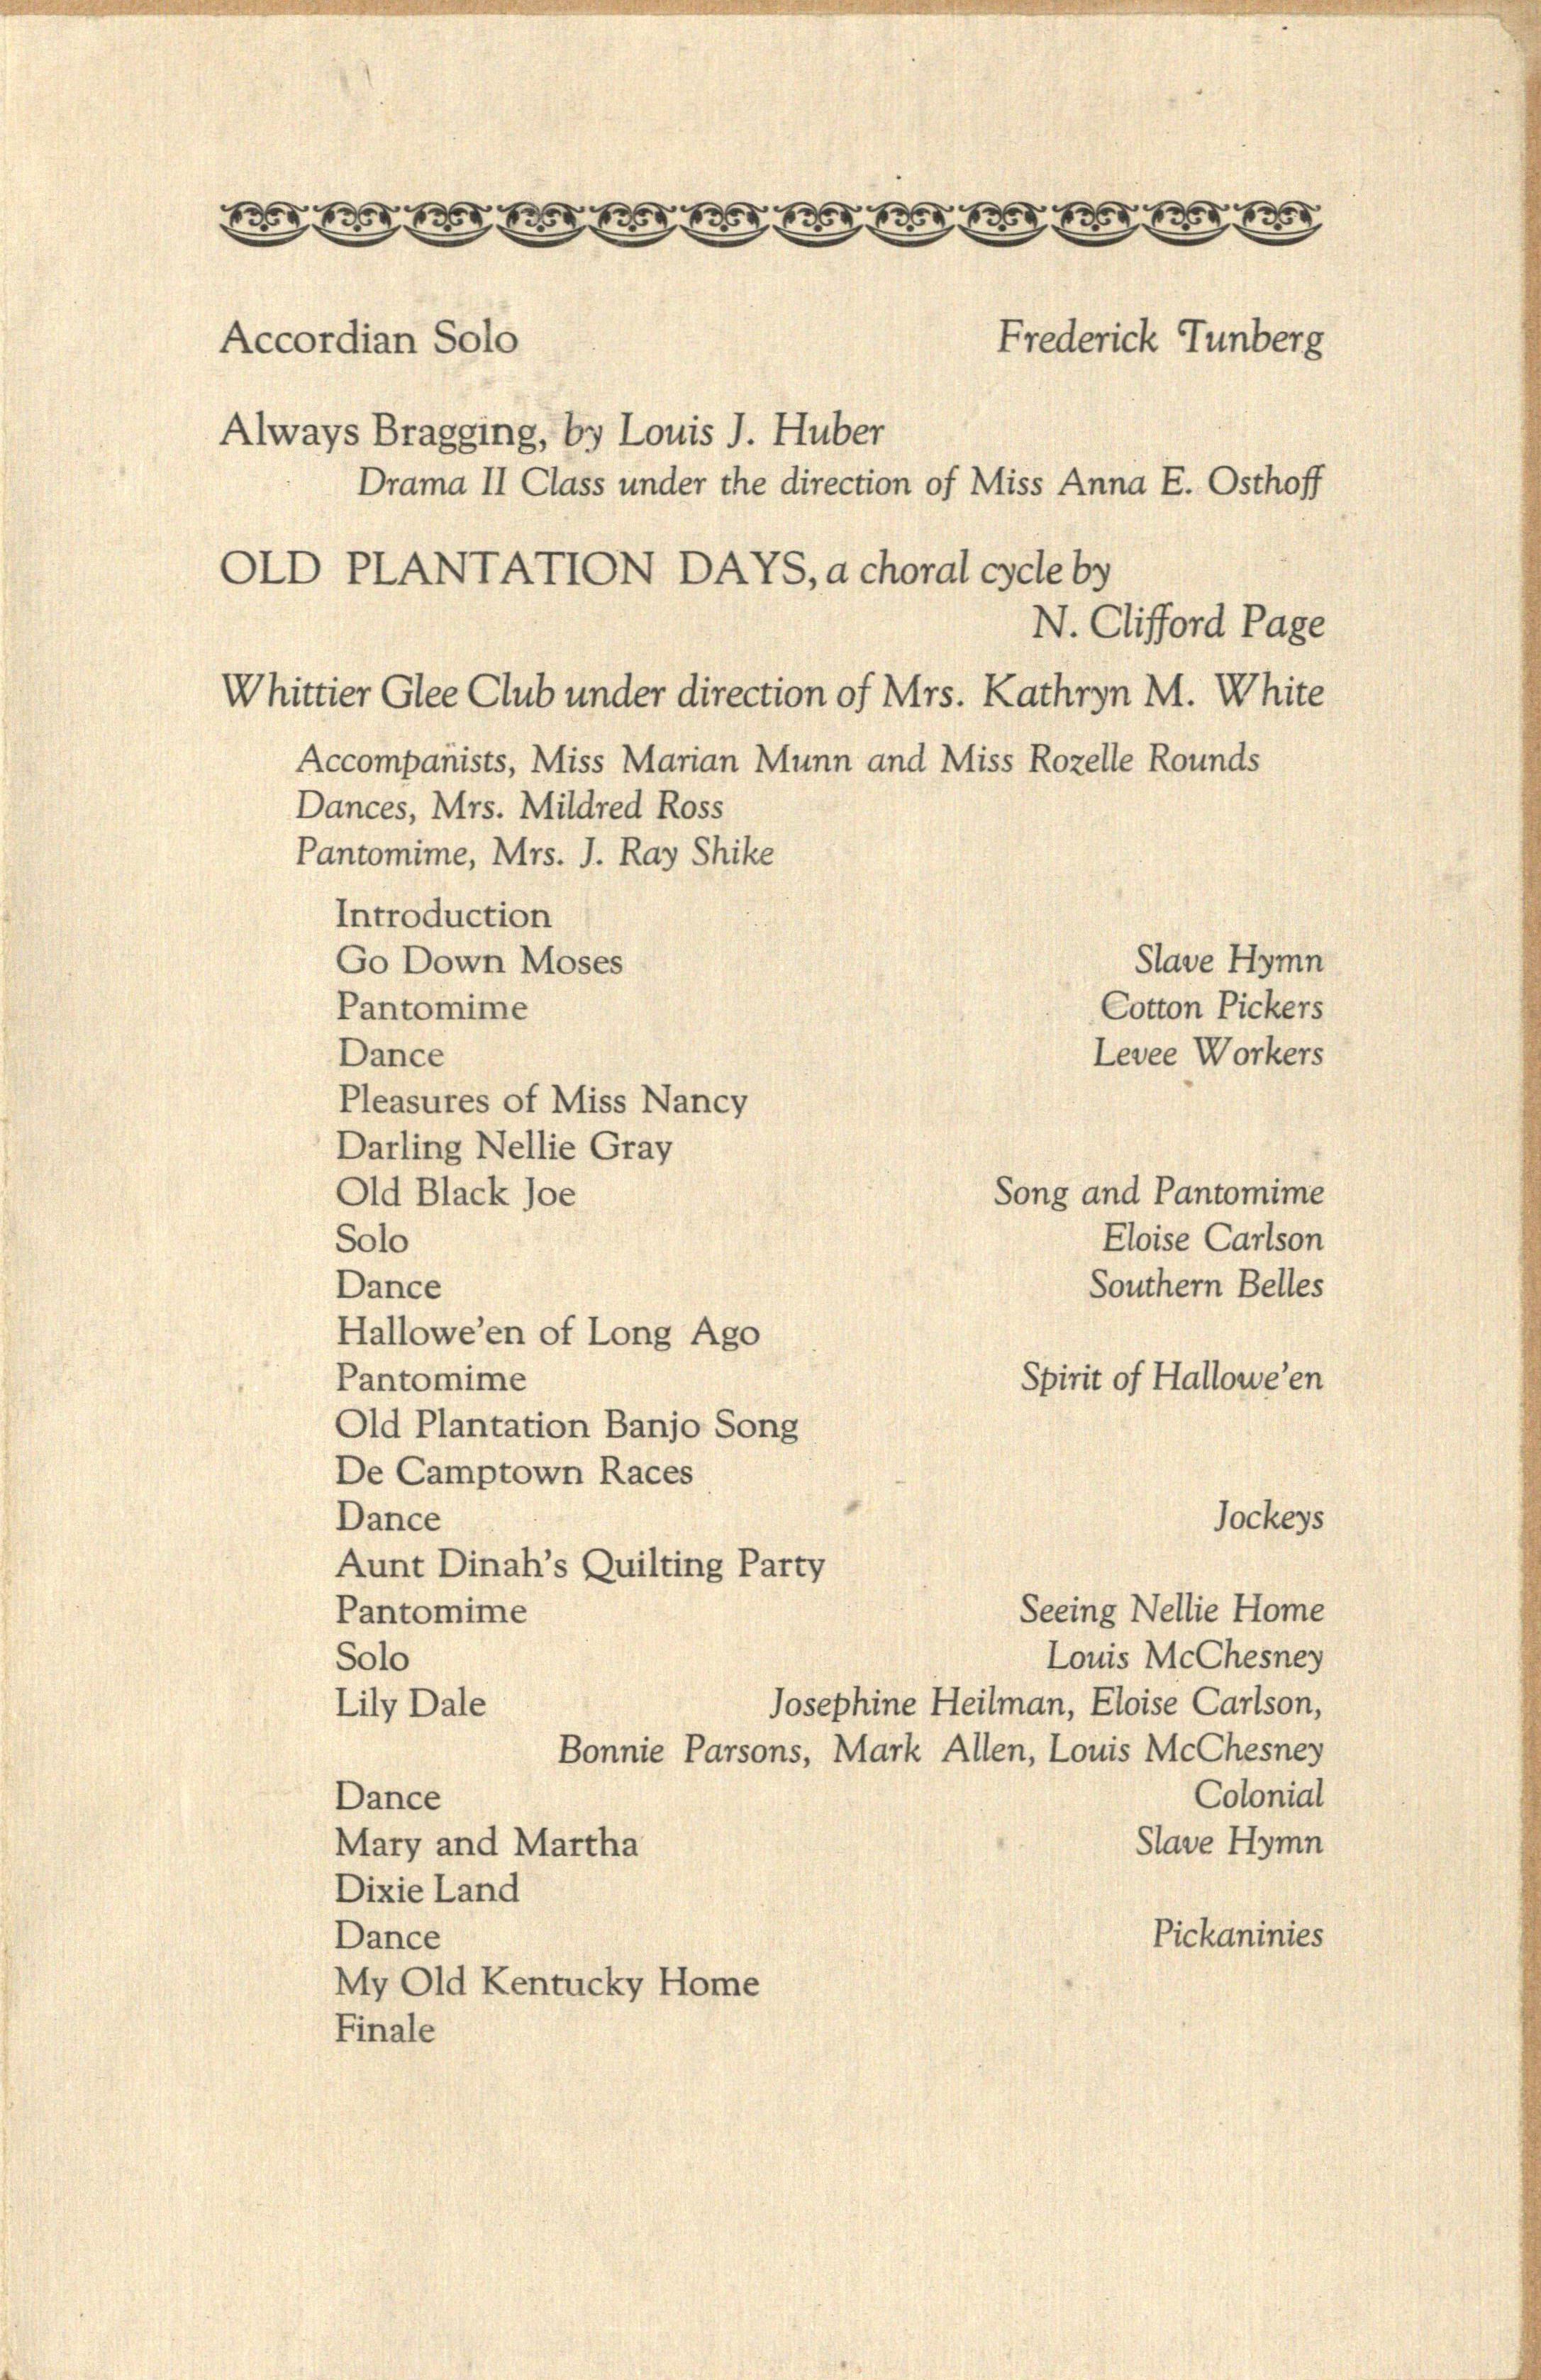 Accordian Solo Frederick Tunberg
Always Bragging, by Louis J. Huber
Drama II Class under the direction of Miss Anna E. Osthoff
OLD PLANTATION DAYS, a choral cycle by
N. Clifford Page
Whittier Glee Club under direction of Mrs. Kathryn M. White
Accompanists, Miss Marian Munn and Miss Rozelle Rounds
Dances, Mrs. Mildred Ross
Pantomime, Mrs. J. Ray Shike
Introduction
Go Down Moses Slave Hymn
Pantomime Cotton Pickers
Dance Levee Workers
Pleasures of Miss Nancy
Darling Nellie Gray
Old Black Joe Song and Pantomime
Solo Eloise Carlson
Dance Southern Belles
Hallowe'en of Long Ago
Pantomime Spirit of Hallowe'en
Old Plantation Banjo Song
De Camptown Races
Dance Jockeys
Aunt Dinah's Quilting Party
Pantomime Seeing Nellie Home
Solo Louis McChesney
Lily Dale Josephine Heilman, Eloise Carlson,
Bonnie Parsons, Mark Allen, Louis McChesney
Dance Colonial
Mary and Martha Slave Hymn
Dixie Land
Dance Pickaninies
My Old Kentucky Home
Finale